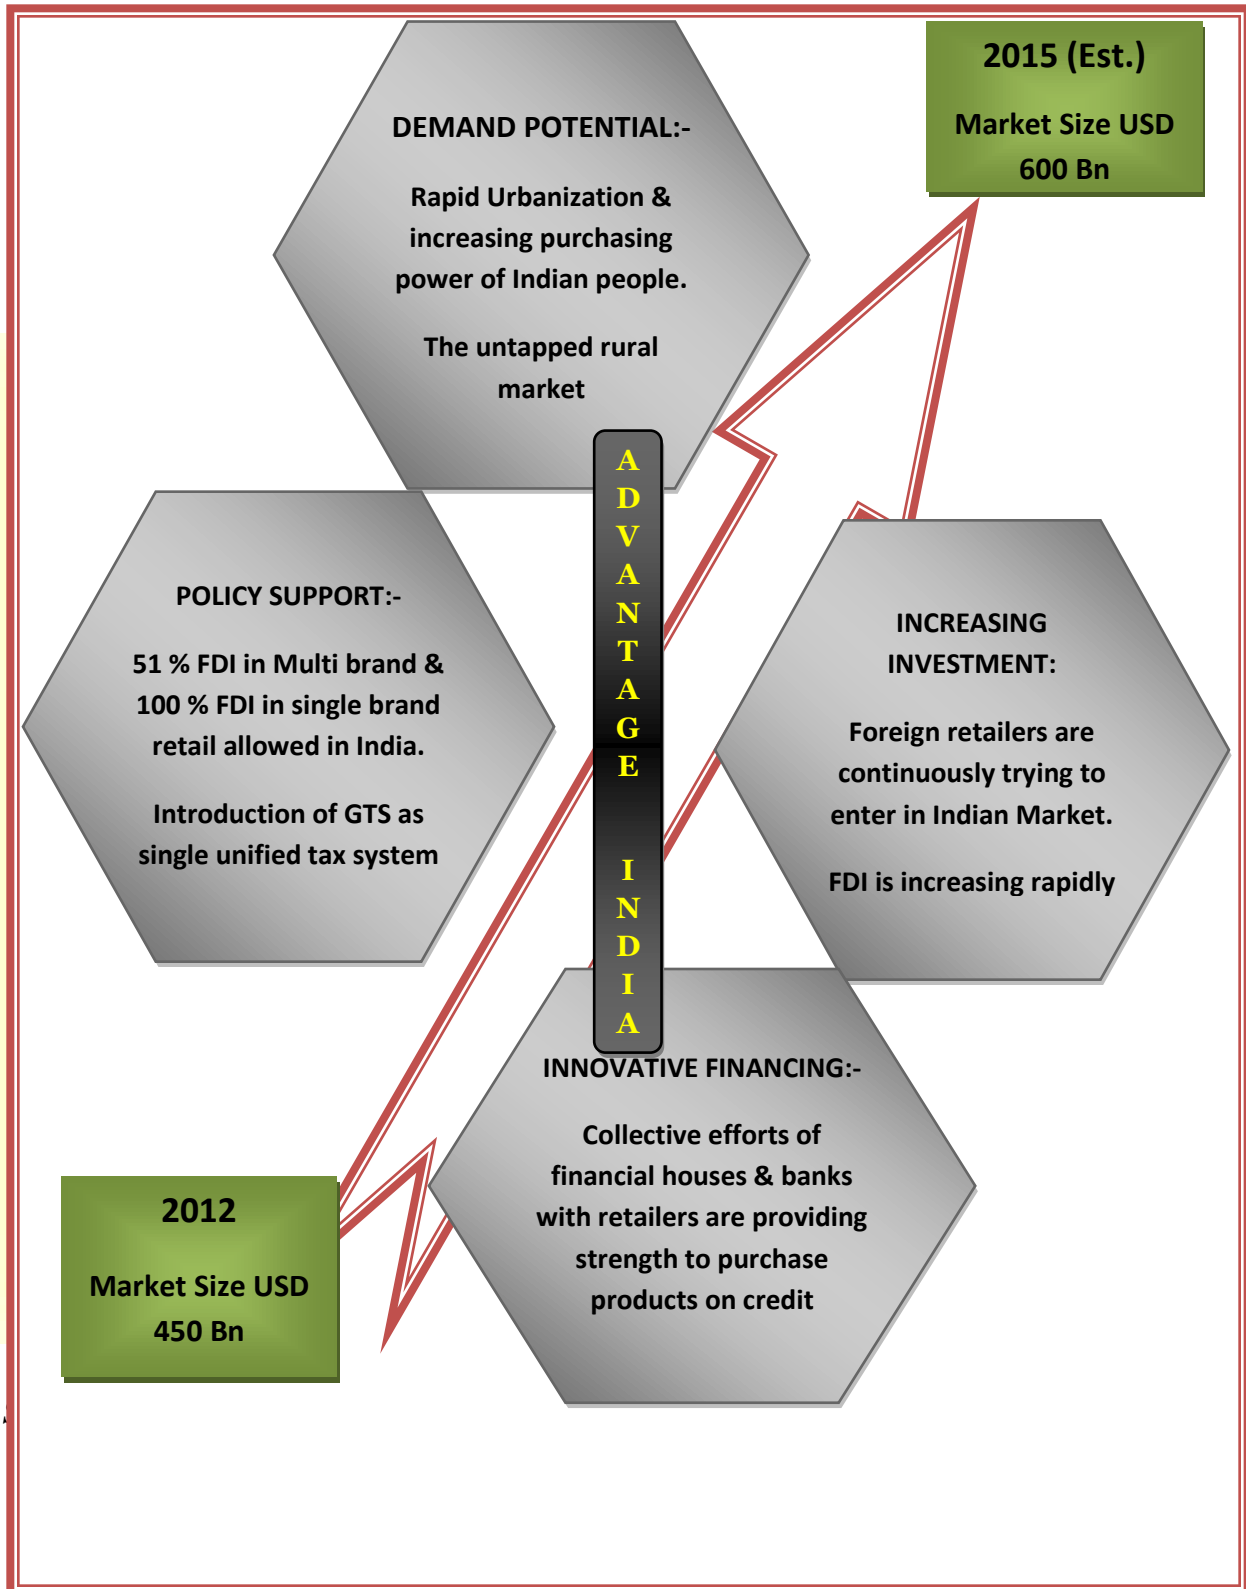 2015 (Est.)
Market Size USD
600 Bn
DEMAND POTENTIAL:-
Rapid Urbanization &
increasing purchasing
power of Indian people.
The untapped rural
market
A
D
V
A
N
T
A
G
E
I
N
D
I
A
POLICY SUPPORT:-
51 % FDI in Multi brand &
100 % FDI in single brand
retail allowed in India.
Introduction of GTS as
single unified tax system
INCREASING
INVESTMENT:
Foreign retailers are
continuously trying to
enter in Indian Market.
FDI is increasing rapidly
INNOVATIVE FINANCING:-
Collective efforts of
financial houses & banks
with retailers are providing
strength to purchase
products on credit
2012
Market Size USD
450 Bn